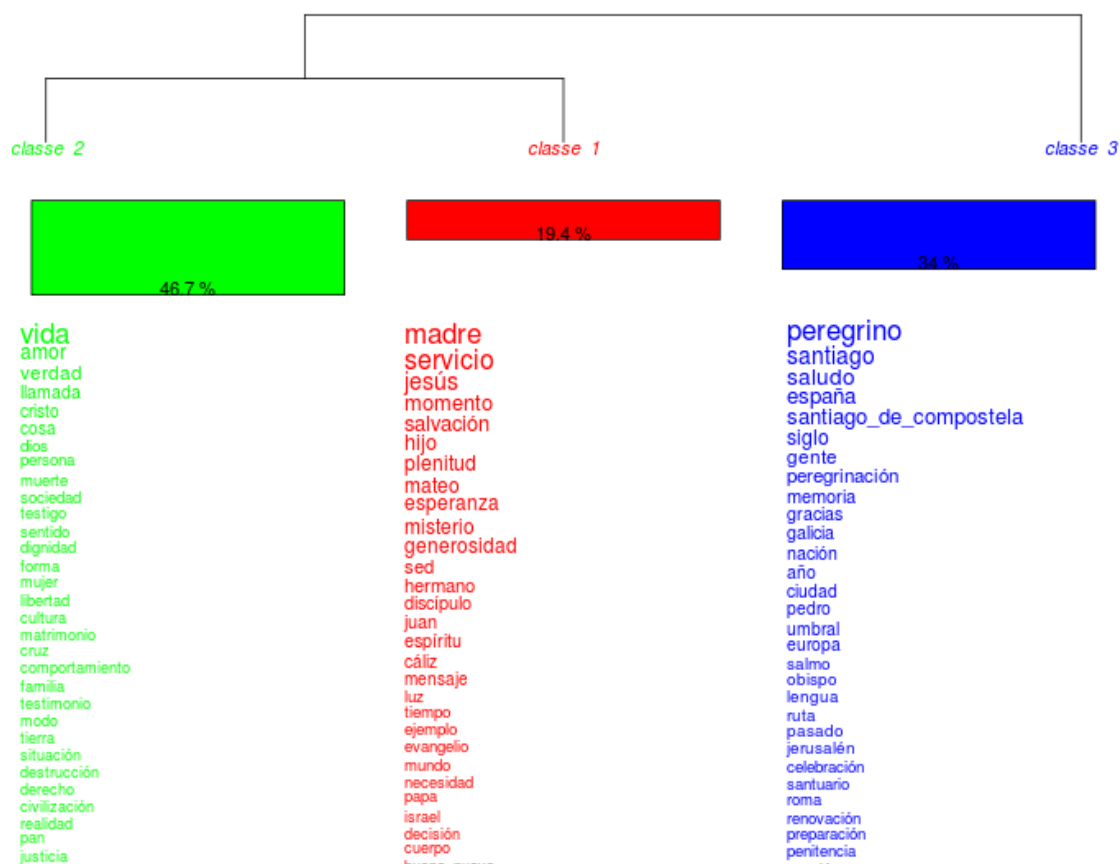 classe 2
classe 1
classe 3
46.7 %
19.4 %
34 %
vida
amor
verdad
llamada
cristo
cosa
dios
persona
muerte
sociedad
testigo
sentido
dignidad
forma
mujer
libertad
cultura
matrimonio
cruz
comportamiento
familia
testimonio
modo
tierra
situación
destrucción
derecho
civilización
realidad
pan
justicia
madre
servicio
jesús
momento
salvación
hijo
plenitud
mateo
esperanza
misterio
generosidad
sed
hermano
discípulo
juan
espíritu
cáliz
mensaje
luz
tiempo
ejemplo
evangelio
mundo
necesidad
papa
israel
decisión
cuerpo
peregrino
santiago
saludo
españa
santiago_de_compostela
siglo
gente
peregrinación
memoria
gracias
galicia
nación
año
ciudad
pedro
umbral
europa
salmo
obispo
lengua
ruta
pasado
jerusalén
celebración
santuario
roma
renovación
preparación
penitencia